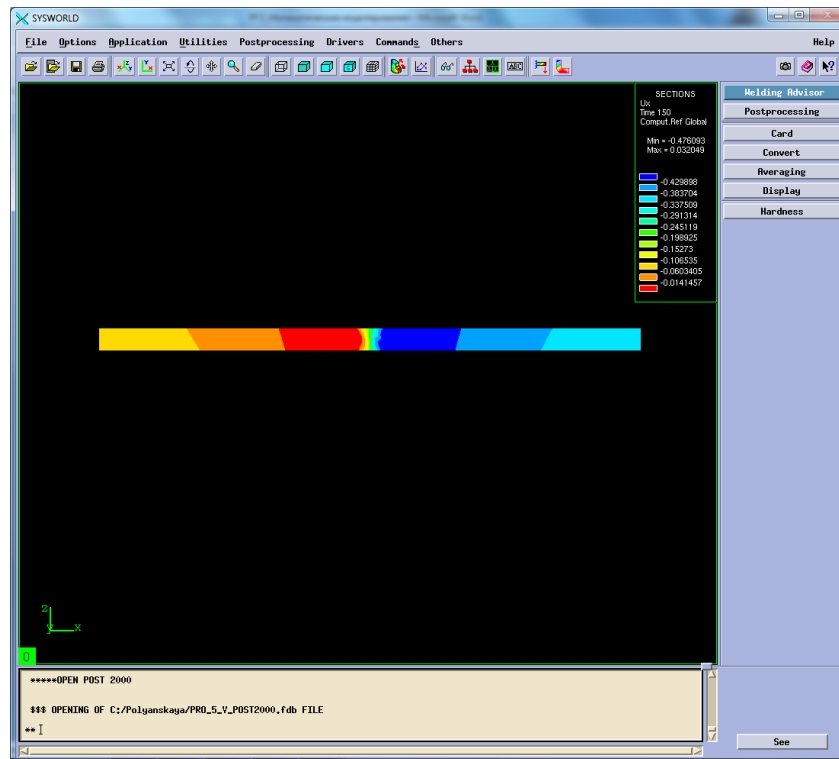 SYSWORLD
File Options Application Utilities Postprocessing Drivers Commands Others Help
SECTIONS
Ux
Time 150
Comput.Ref Global
Min = -0.476093
Max = 0.032049
-0.429898
-0.383704
-0.337509
-0.291314
-0.245119
-0.198925
-0.15273
-0.106535
-0.0603405
-0.0141457
Welding Advisor
Postprocessing
Card
Convert
Averaging
Display
Hardness
z
y
x
0
*****OPEN POST 2000
$$$ OPENING OF C:/Polyanskaya/PRO_5_V_POST2000.fdb FILE
**
See